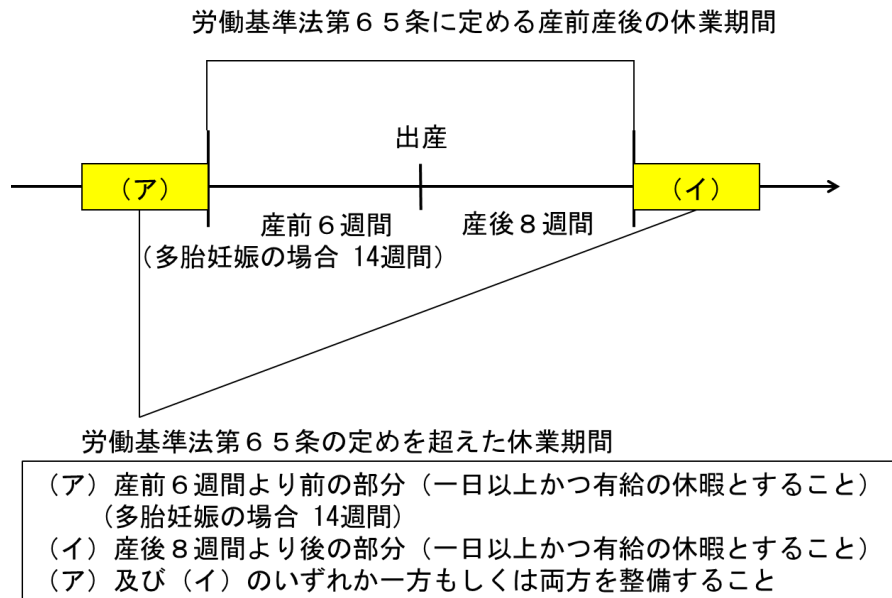 労働基準法第６５条に定める産前産後の休業期間
出産
（ア）
（イ）
産前６週間
産後８週間
（多胎妊娠の場合 14週間）
労働基準法第６５条の定めを超えた休業期間
（ア）産前６週間より前の部分（一日以上かつ有給の休暇とすること）
（多胎妊娠の場合 14週間）
（イ）産後８週間より後の部分（一日以上かつ有給の休暇とすること）
（ア）及び（イ）のいずれか一方もしくは両方を整備すること